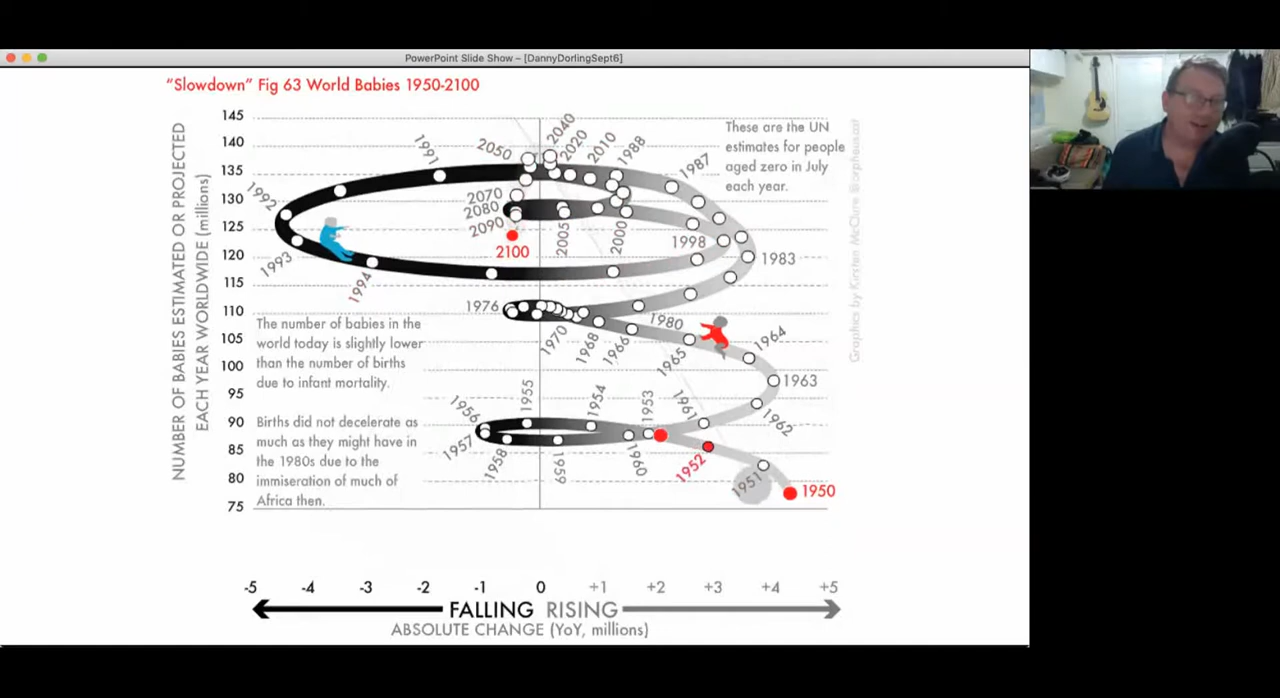 PowerPoint Slide Show – [DannyDorlingSept6]
"Slowdown" Fig 63 World Babies 1950-2100
NUMBER OF BABIES ESTIMATED OR PROJECTED
EACH YEAR WORLDWIDE (millions)
145
140
135
130
125
120
115
110
105
100
95
90
85
80
75
These are the UN
estimates for people
aged zero in July
each year.
Graphics by Kirsten McClure @orpheuscat
2040
2050
2020
2010
1988
1991
1987
1992
2070
2080
2090
2100
2005
2000
1998
1983
1993
1994
1976
1970
1968
1966
1980
1965
1964
1963
1962
1961
1953
1954
1955
1956
1957
1958
1959
1960
1952
1951
1950
The number of babies in the
world today is slightly lower
than the number of births
due to infant mortality.
Births did not decelerate as
much as they might have in
the 1980s due to the
immiseration of much of
Africa then.
-5 -4 -3 -2 -1 0 +1 +2 +3 +4 +5
FALLING RISING
ABSOLUTE CHANGE (YoY, millions)